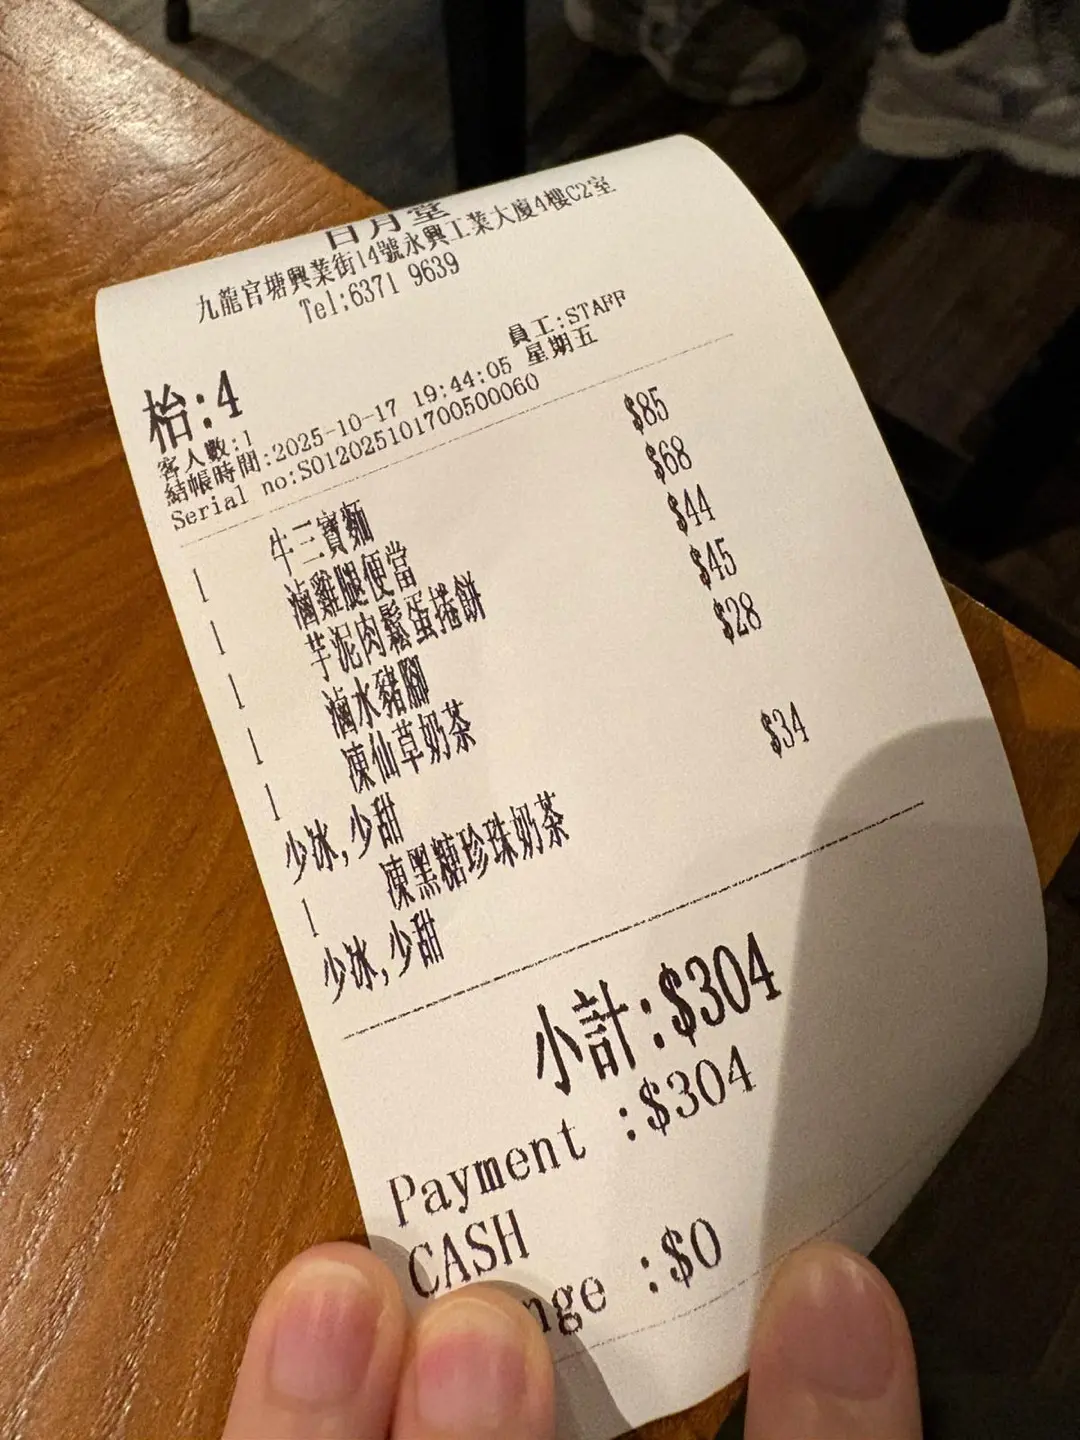 九龍官塘興業街14號永興工業大廈4樓C2室
Tel:6371 9639
枱:4
員工:STAFF
客人數:1
結帳時間:2025-10-17 19:44:05 星期五
Serial no:S012025101700500060
1 牛三寶麵 $85
1 滷雞腿便當 $68
1 芋泥肉鬆蛋捲餅 $44
1 滷水豬腳 $45
1 凍仙草奶茶 $28
少冰,少甜
1 凍黑糖珍珠奶茶 $34
少冰,少甜
小計:$304
Payment :$304
CASH
nge :$0